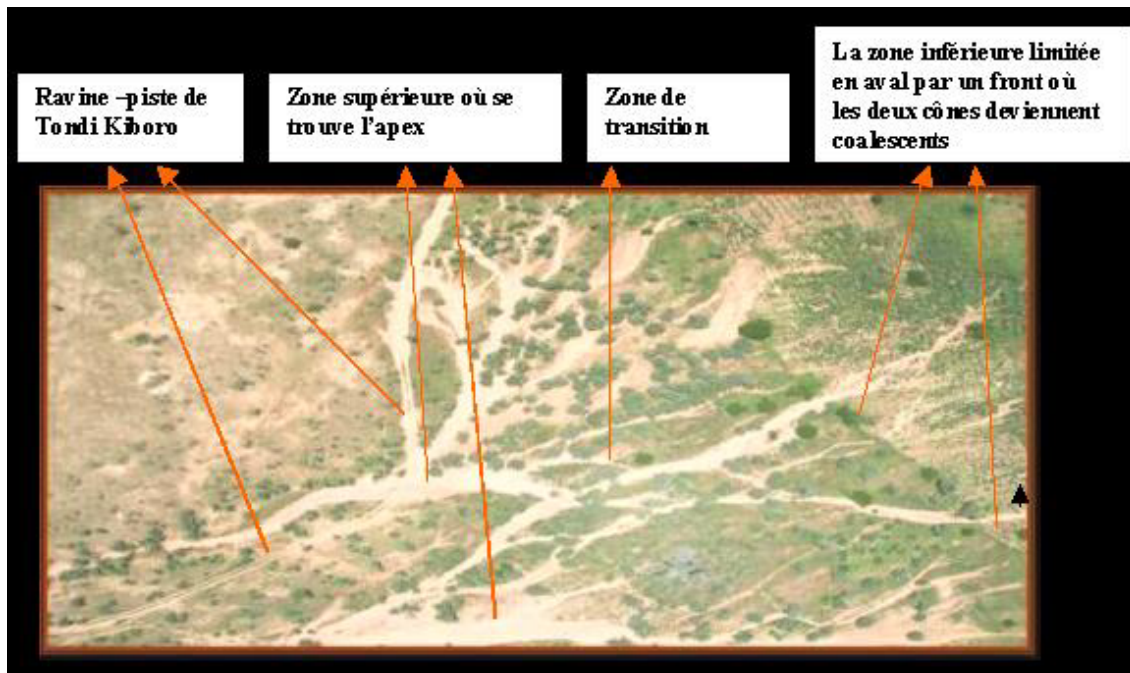 Ravine –piste de
Tondi Kiboro
Zone supérieure où se
trouve l'apex
Zone de
transition
La zone inférieure limitée
en aval par un front où
les deux cônes deviennent
coalescents